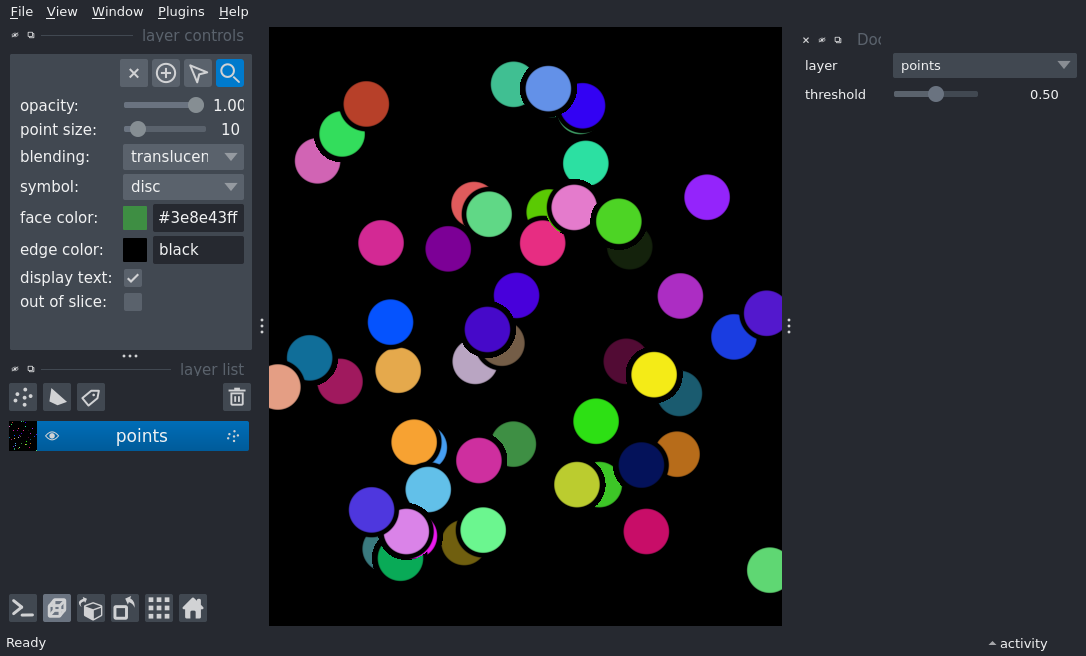 File View Window Plugins Help
layer controls
opacity: 1.00
point size: 10
blending: translucen
symbol: disc
face color: #3e8e43ff
edge color: black
display text:
out of slice:
layer list
points
Ready
Doc
layer points
threshold 0.50
activity